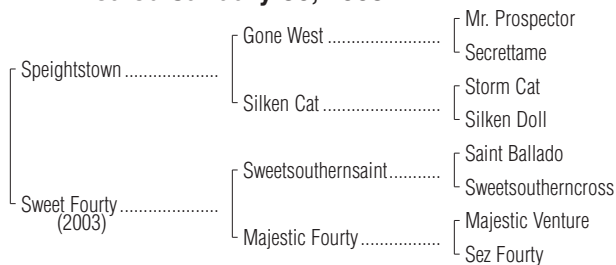 Mr. Prospector
Gone West
Secrettame
Speightstown
Storm Cat
Silken Cat
Silken Doll
Saint Ballado
Sweetsouthernsaint
Sweetsoutherncross
Sweet Fourty
(2003)
Majestic Venture
Majestic Fourty
Sez Fourty